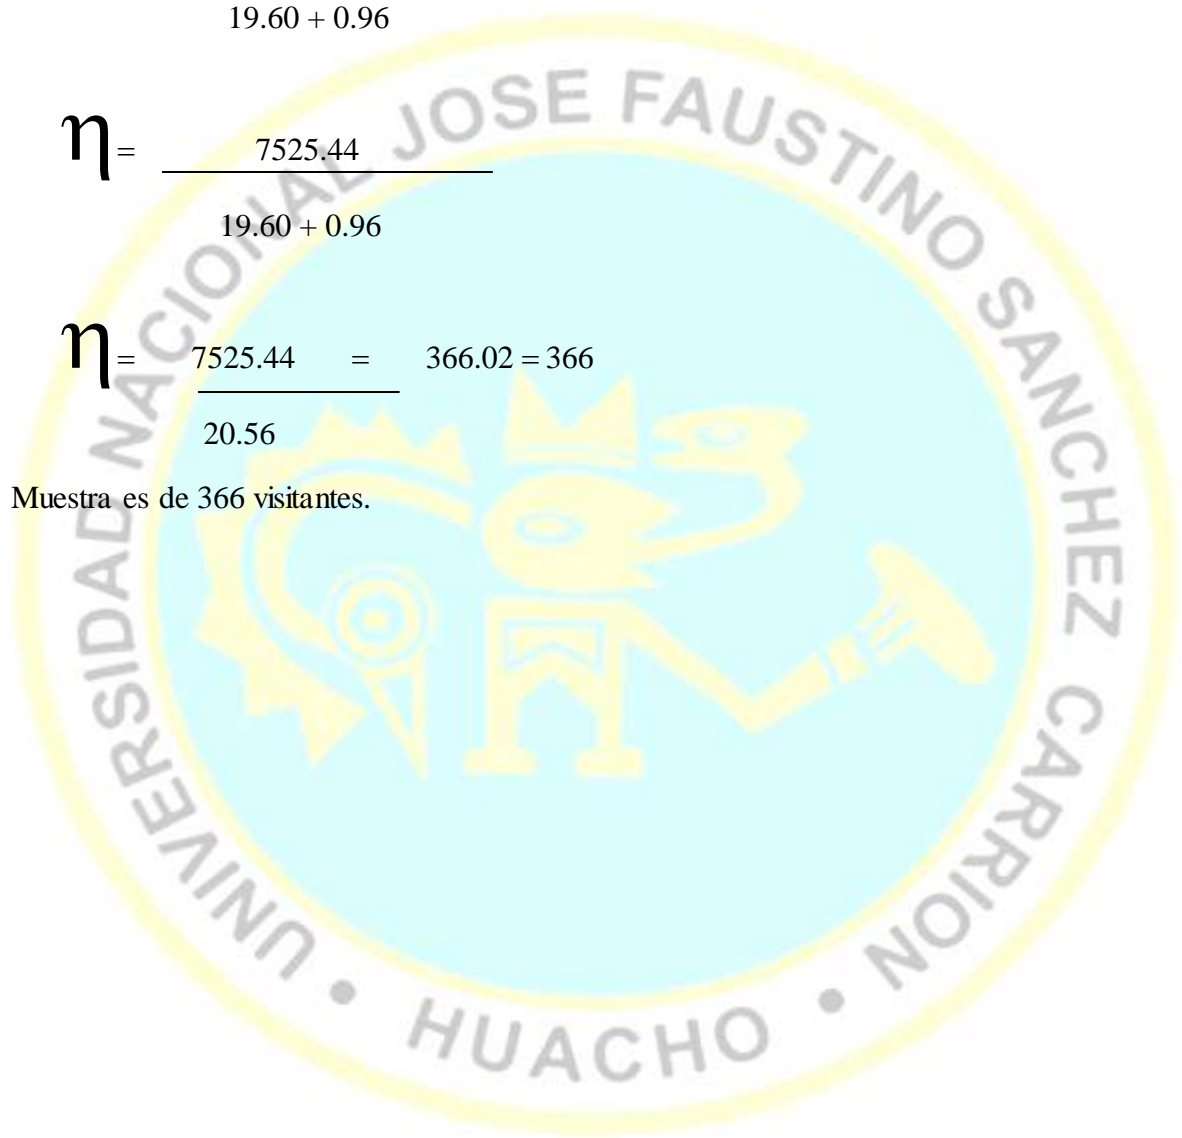 19.60 + 0.96
η = 7525.44
19.60 + 0.96
η = 7525.44 = 366.02 = 366
20.56
Muestra es de 366 visitantes.
UNIVERSIDAD NACIONAL JOSE FAUSTINO SANCHEZ CARRION • HUACHO •